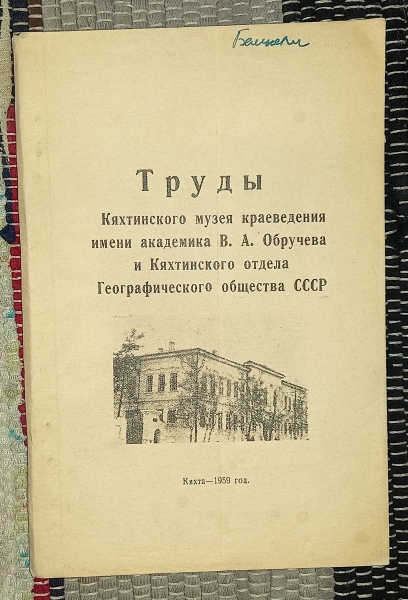 Труды
Кяхтинского музея краеведения
имени академика В. А. Обручева
и Кяхтинского отдела
Географического общества СССР
Кяхта—1959 год.